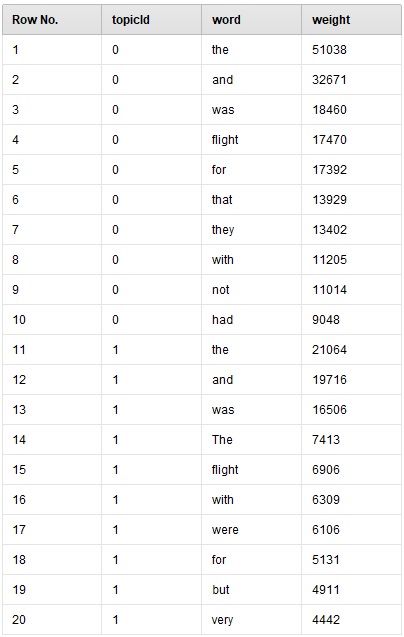 Row No. topicId word weight
1 0 the 51038
2 0 and 32671
3 0 was 18460
4 0 flight 17470
5 0 for 17392
6 0 that 13929
7 0 they 13402
8 0 with 11205
9 0 not 11014
10 0 had 9048
11 1 the 21064
12 1 and 19716
13 1 was 16506
14 1 The 7413
15 1 flight 6906
16 1 with 6309
17 1 were 6106
18 1 for 5131
19 1 but 4911
20 1 very 4442